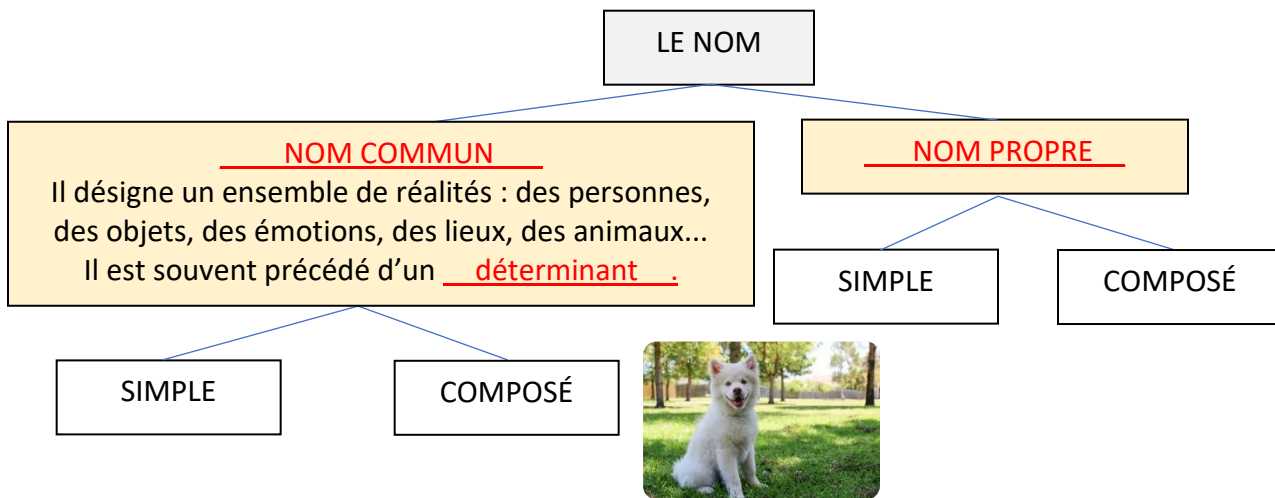 LE NOM
NOM COMMUN
Il désigne un ensemble de réalités : des personnes,
des objets, des émotions, des lieux, des animaux...
Il est souvent précédé d’un déterminant .
NOM PROPRE
SIMPLE
COMPOSÉ
SIMPLE
COMPOSÉ